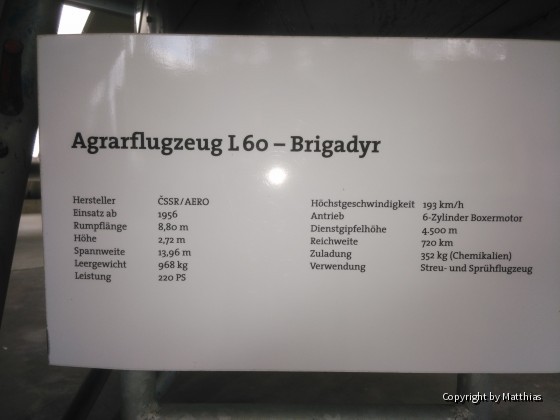 Agrarflugzeug L 60 – Brigadyr
Hersteller ČSSR/AERO
Einsatz ab 1956
Rumpflänge 8,80 m
Höhe 2,72 m
Spannweite 13,96 m
Leergewicht 968 kg
Leistung 220 PS
Höchstgeschwindigkeit 193 km/h
Antrieb 6-Zylinder Boxermotor
Dienstgipfelhöhe 4.500 m
Reichweite 720 km
Zuladung 352 kg (Chemikalien)
Verwendung Streu- und Sprühflugzeug
Copyright by Matthias